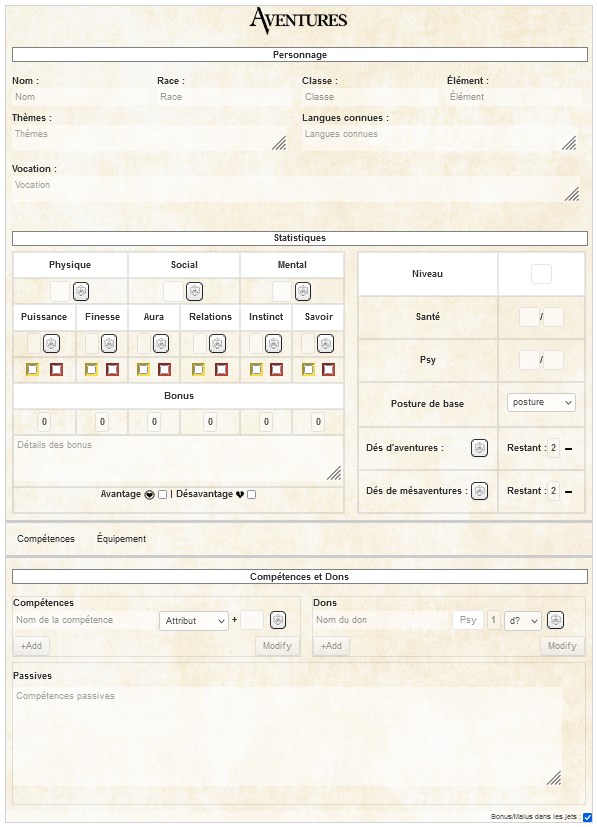 AVENTURES
Personnage
Nom : Race : Classe : Élément :
Nom Race Classe Élément
Thèmes : Langues connues :
Thèmes Langues connues
Vocation :
Vocation
Statistiques
Physique Social Mental
Puissance Finesse Aura Relations Instinct Savoir
Bonus
0 0 0 0 0 0
Détails des bonus
Avantage | Désavantage
Niveau
Santé /
Psy /
Posture de base posture
Dés d'aventures : Restant : 2
Dés de mésaventures : Restant : 2
Compétences Équipement
Compétences et Dons
Compétences
Nom de la compétence Attribut +
+Add Modify
Dons
Nom du don Psy 1 d?
+Add Modify
Passives
Compétences passives
Bonus/Malus dans les jets :